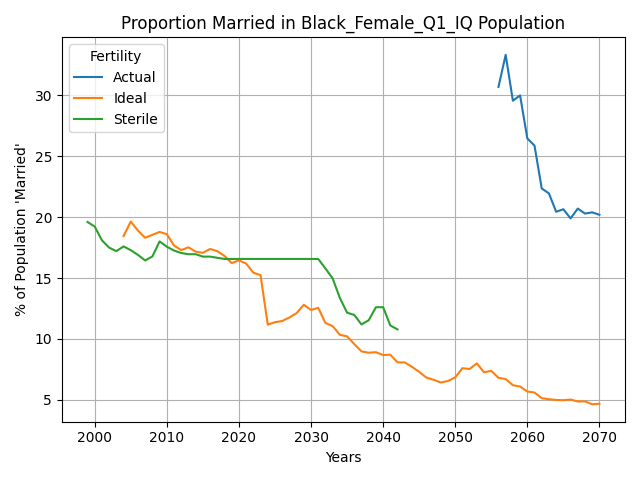 Proportion Married in Black_Female_Q1_IQ Population
Fertility
Actual
Ideal
Sterile
% of Population 'Married'
30
25
20
15
10
5
2000
2010
2020
2030
2040
2050
2060
2070
Years